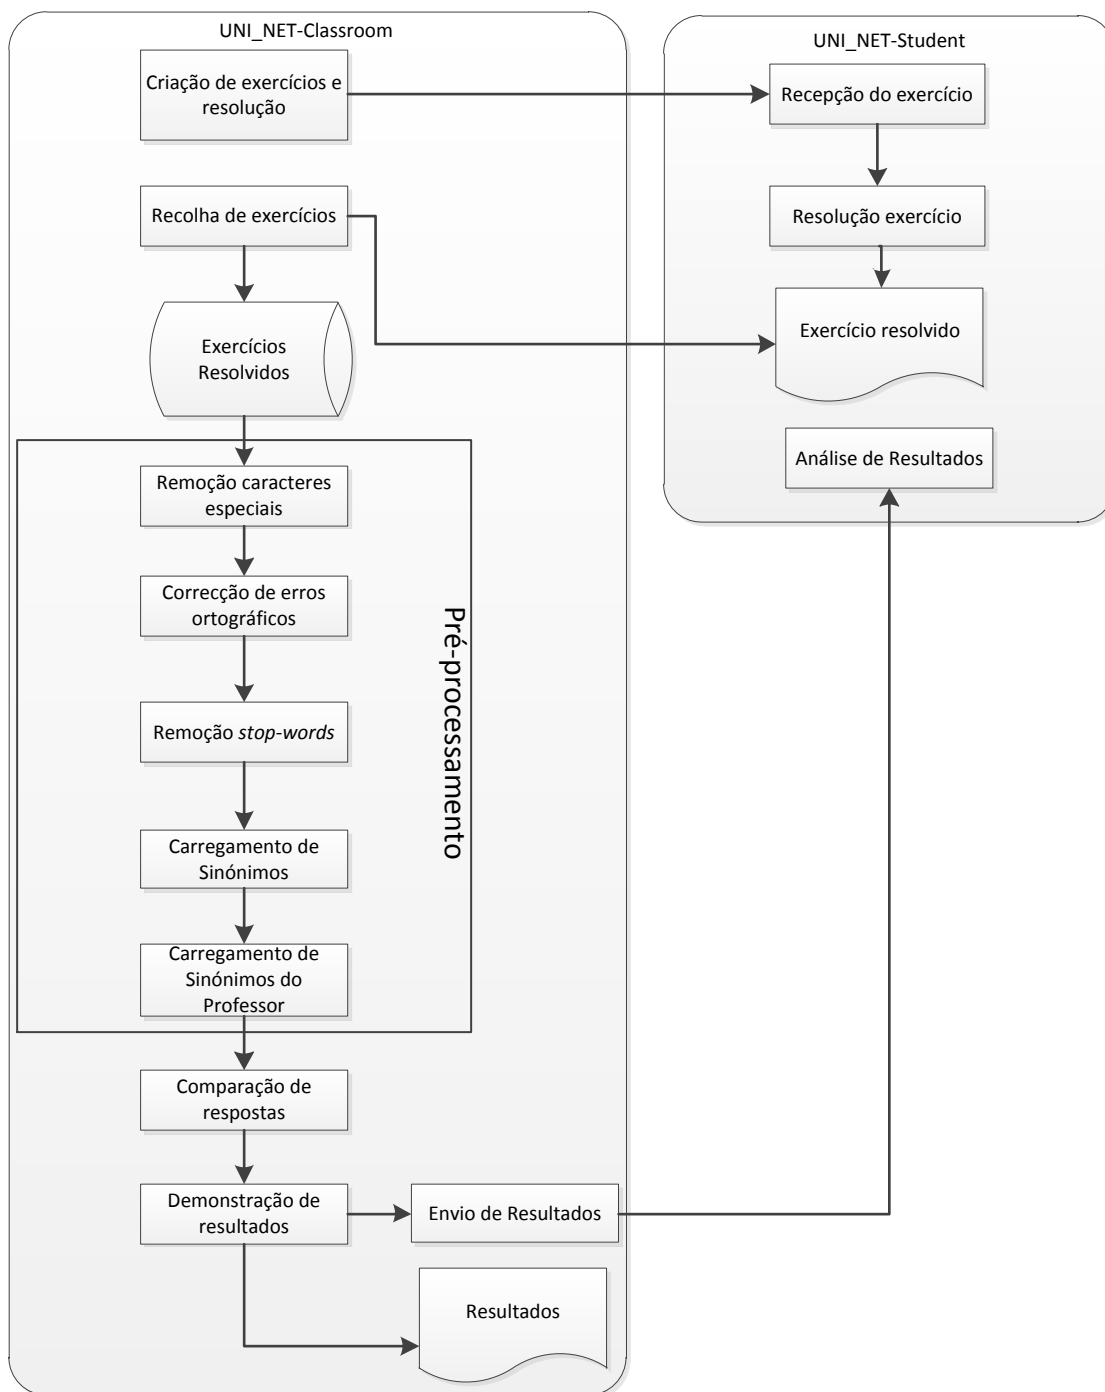 UNI_NET-Classroom
Criação de exercícios e
resolução
Recolha de exercícios
Exercícios
Resolvidos
Remoção caracteres
especiais
Correcção de erros
ortográficos
Remoção stop-words
Carregamento de
Sinónimos
Carregamento de
Sinónimos do
Professor
Pré-processamento
Comparação de
respostas
Demonstração de
resultados
Envio de Resultados
Resultados
UNI_NET-Student
Recepção do exercício
Resolução exercício
Exercício resolvido
Análise de Resultados